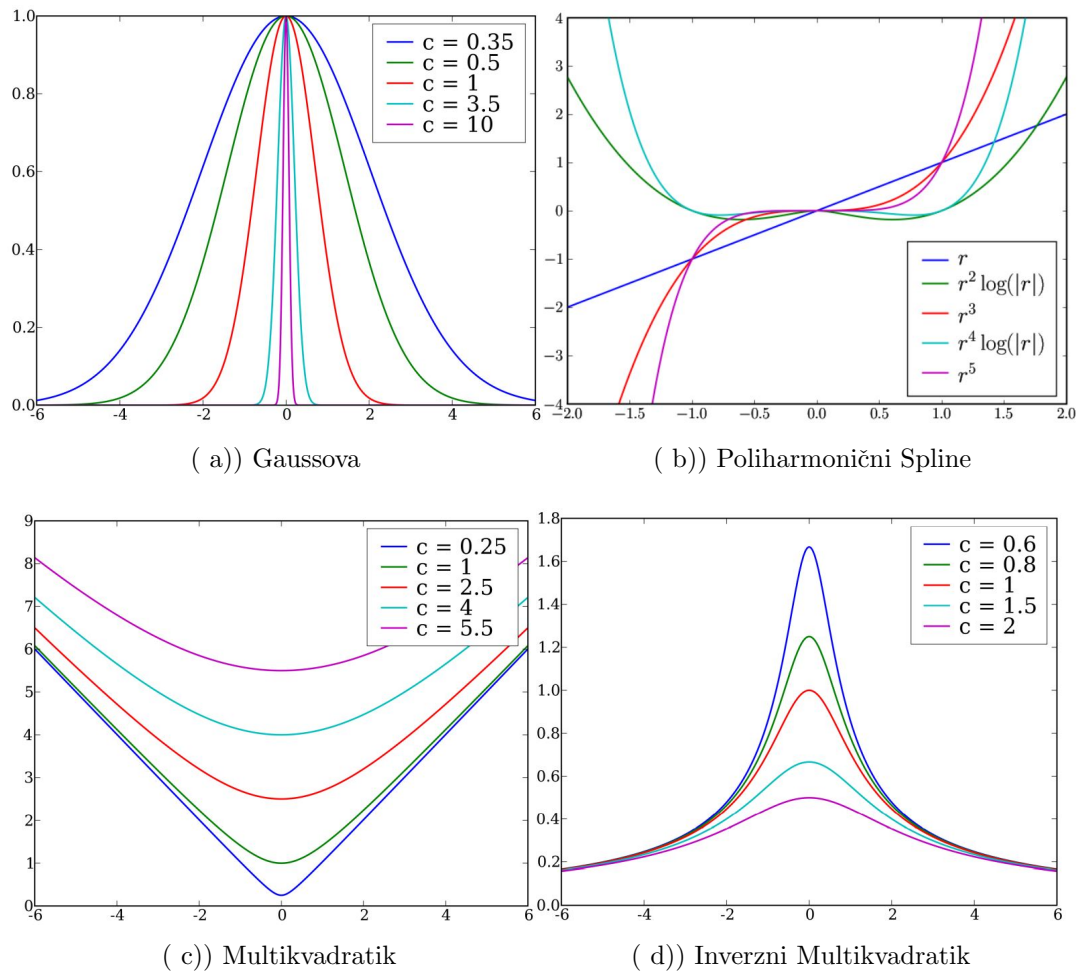 1.0
0.8
0.6
0.4
0.2
0.0
-6 -4 -2 0 2 4 6
c = 0.35
c = 0.5
c = 1
c = 3.5
c = 10
( a)) Gaussova
4
3
2
1
0
−1
−2
−3
−4
−2.0 −1.5 −1.0 −0.5 0.0 0.5 1.0 1.5 2.0
r
r² log(|r|)
r³
r⁴ log(|r|)
r⁵
( b)) Poliharmonični Spline
9
8
7
6
5
4
3
2
1
0
-6 -4 -2 0 2 4 6
c = 0.25
c = 1
c = 2.5
c = 4
c = 5.5
( c)) Multikvadratik
1.8
1.6
1.4
1.2
1.0
0.8
0.6
0.4
0.2
0.0
-6 -4 -2 0 2 4 6
c = 0.6
c = 0.8
c = 1
c = 1.5
c = 2
( d)) Inverzni Multikvadratik